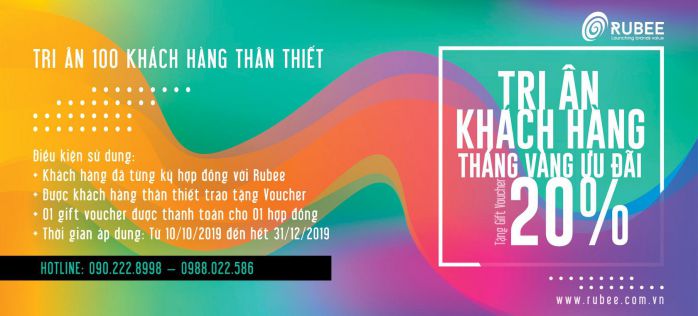 TRI ÂN 100 KHÁCH HÀNG THÂN THIẾT
Điều kiện sử dụng:
+ Khách hàng đã từng ký hợp đồng với Rubee
+ Được khách hàng thân thiết trao tặng Voucher
+ 01 gift voucher được thanh toán cho 01 hợp đồng
+ Thời gian áp dụng: Từ 10/10/2019 đến hết 31/12/2019
HOTLINE: 090.222.8998 – 0988.022.586
RUBEE
Launching brands value
TRI ÂN
KHÁCH HÀNG
THÁNG VÀNG ƯU ĐÃI
Tặng Gift Voucher
20%
www.rubee.com.vn